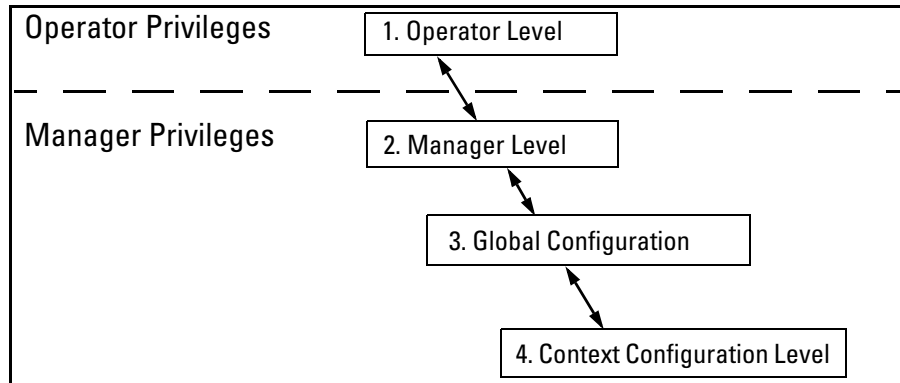 Operator Privileges
1. Operator Level
Manager Privileges
2. Manager Level
3. Global Configuration
4. Context Configuration Level